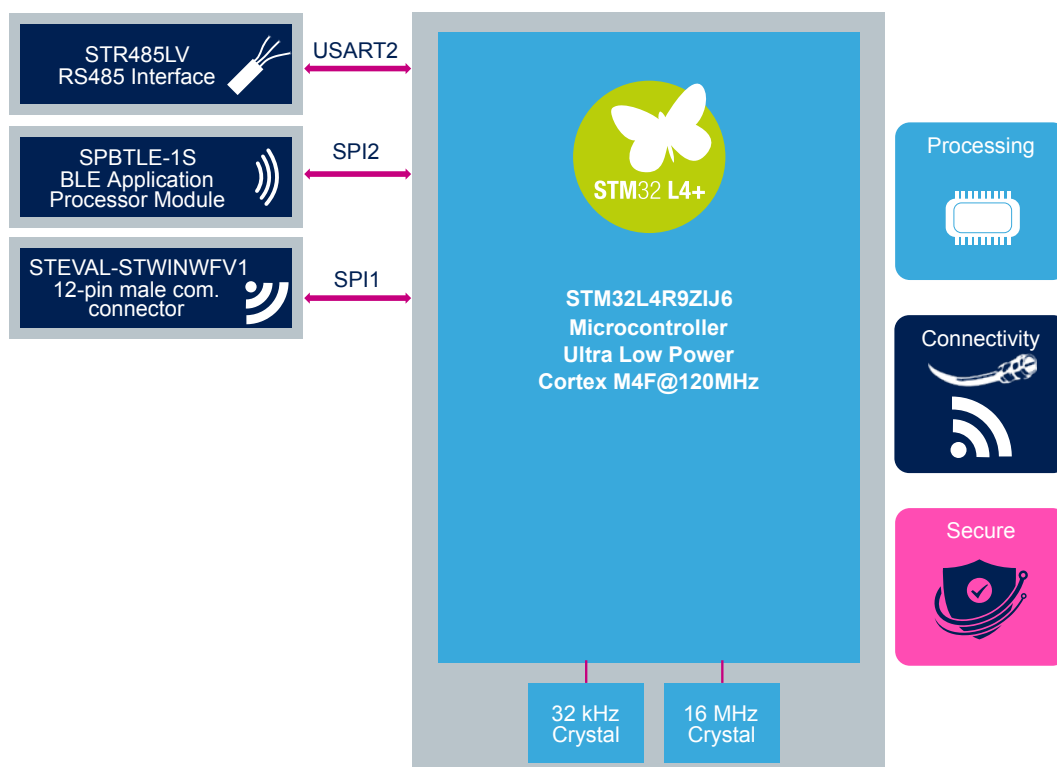 STR485LV
RS485 Interface
USART2
SPBTLE-1S
BLE Application
Processor Module
SPI2
STEVAL-STWINWFV1
12-pin male com.
connector
SPI1
STM32 L4+
STM32L4R9ZIJ6
Microcontroller
Ultra Low Power
Cortex M4F@120MHz
32 kHz
Crystal
16 MHz
Crystal
Processing
Connectivity
Secure